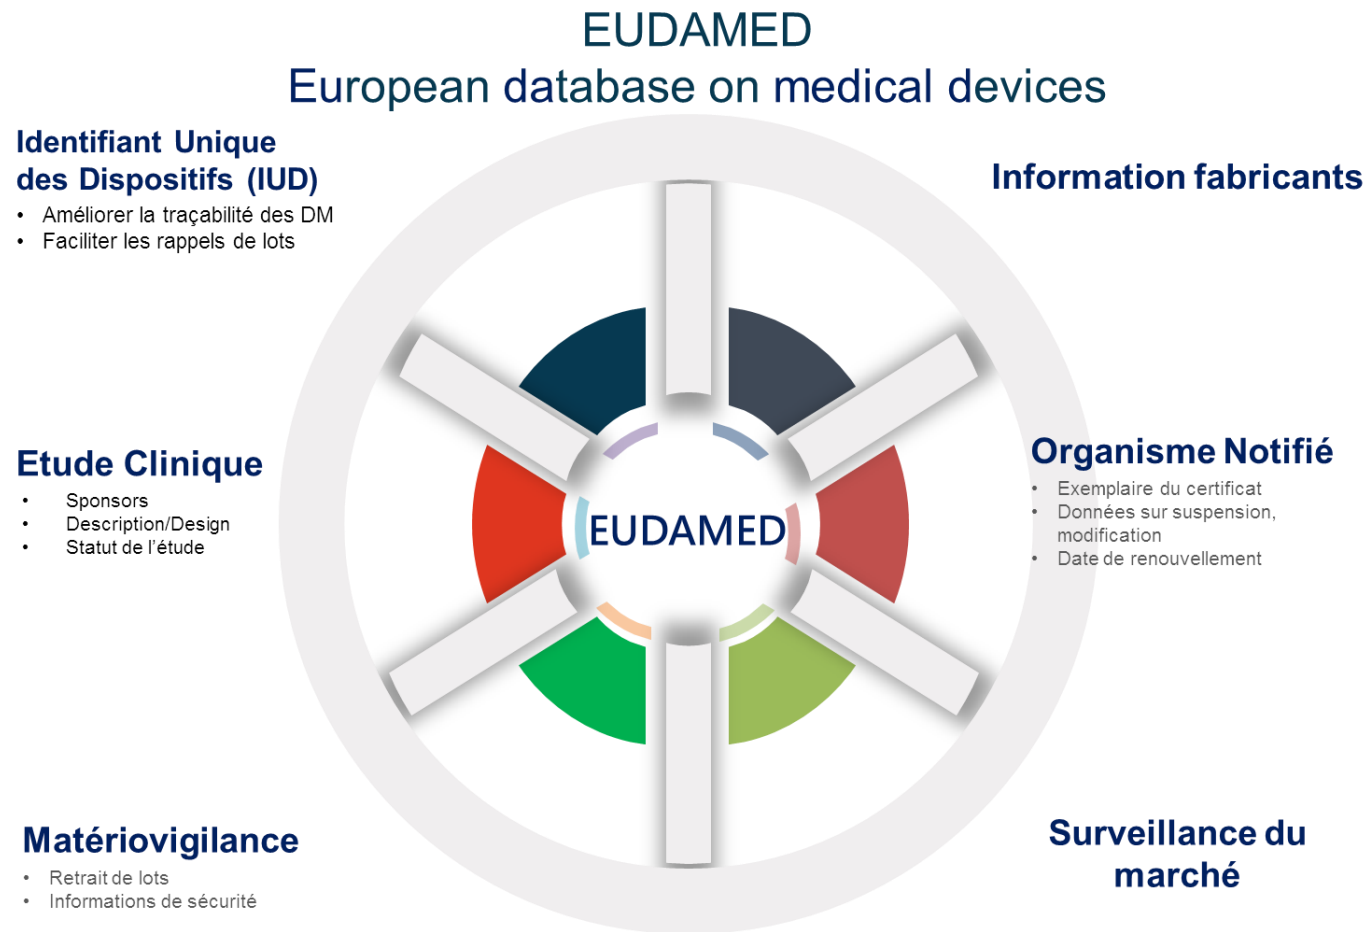 EUDAMED
European database on medical devices
Identifiant Unique
des Dispositifs (IUD)
• Améliorer la traçabilité des DM
• Faciliter les rappels de lots
Information fabricants
Etude Clinique
• Sponsors
• Description/Design
• Statut de l’étude
EUDAMED
Organisme Notifié
• Exemplaire du certificat
• Données sur suspension,
modification
• Date de renouvellement
Matériovigilance
• Retrait de lots
• Informations de sécurité
Surveillance du
marché